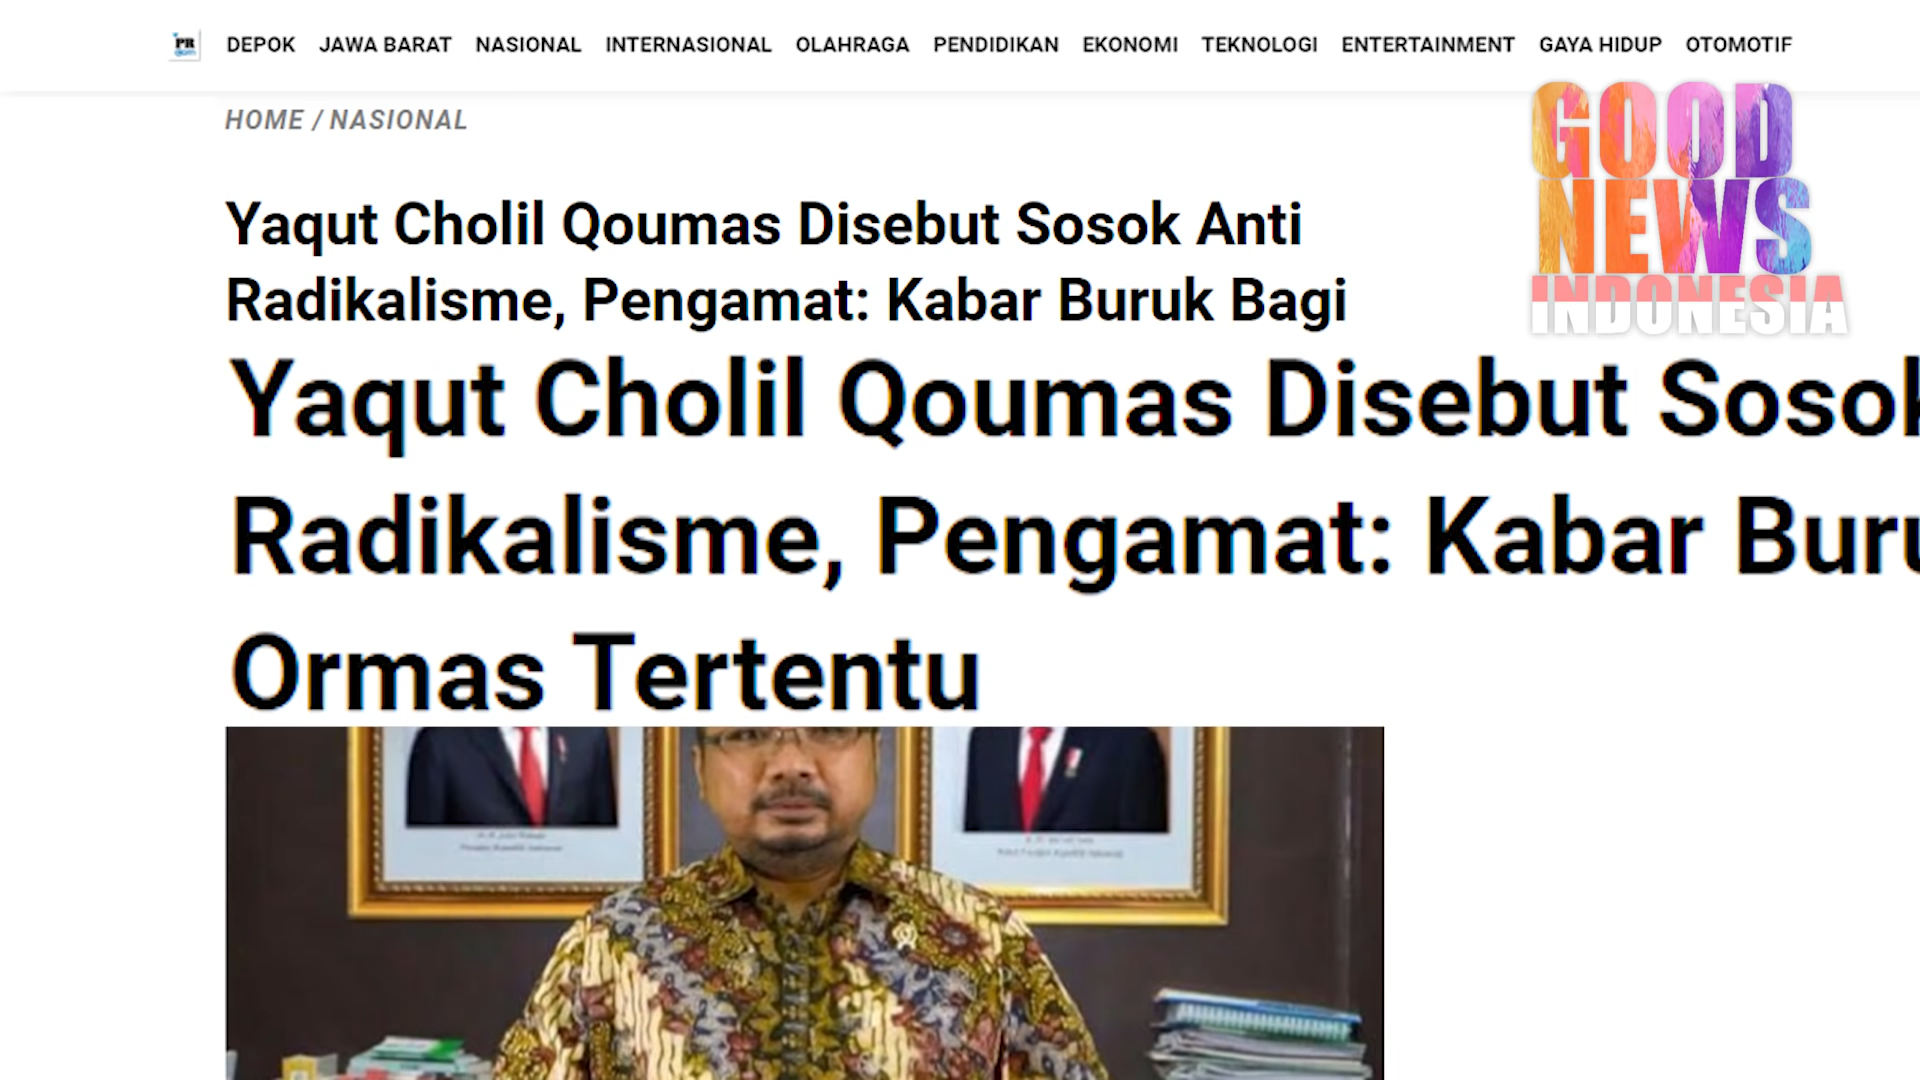 PR
DEPOK JAWA BARAT NASIONAL INTERNASIONAL OLAHRAGA PENDIDIKAN EKONOMI TEKNOLOGI ENTERTAINMENT GAYA HIDUP OTOMOTIF
HOME / NASIONAL
GOOD
NEWS
INDONESIA
Yaqut Cholil Qoumas Disebut Sosok Anti
Radikalisme, Pengamat: Kabar Buruk Bagi
Yaqut Cholil Qoumas Disebut Sosok
Radikalisme, Pengamat: Kabar Buru
Ormas Tertentu